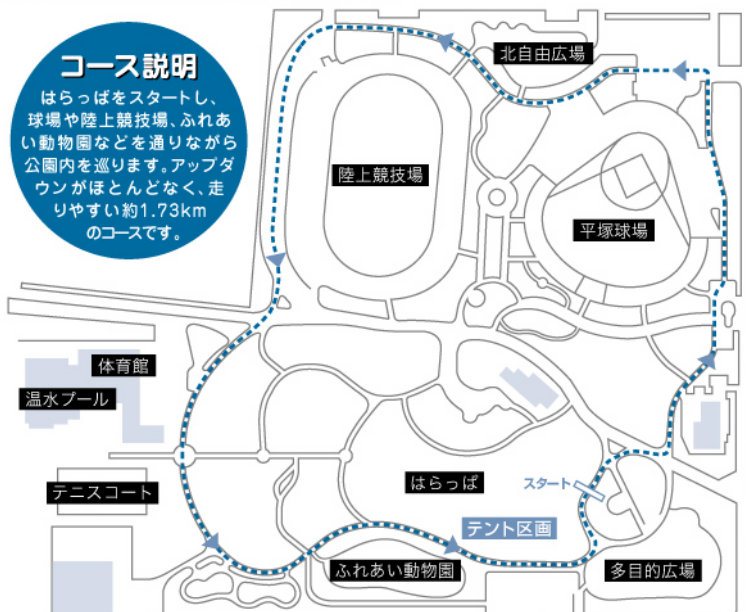 コース説明
はらっぱをスタートし、
球場や陸上競技場、ふれあ
い動物園などを通りながら
公園内を巡ります。アップダ
ウンがほとんどなく、走
りやすい約1.73km
のコースです。
北自由広場
陸上競技場
平塚球場
体育館
温水プール
テニスコート
はらっぱ
スタート
テント区画
ふれあい動物園
多目的広場